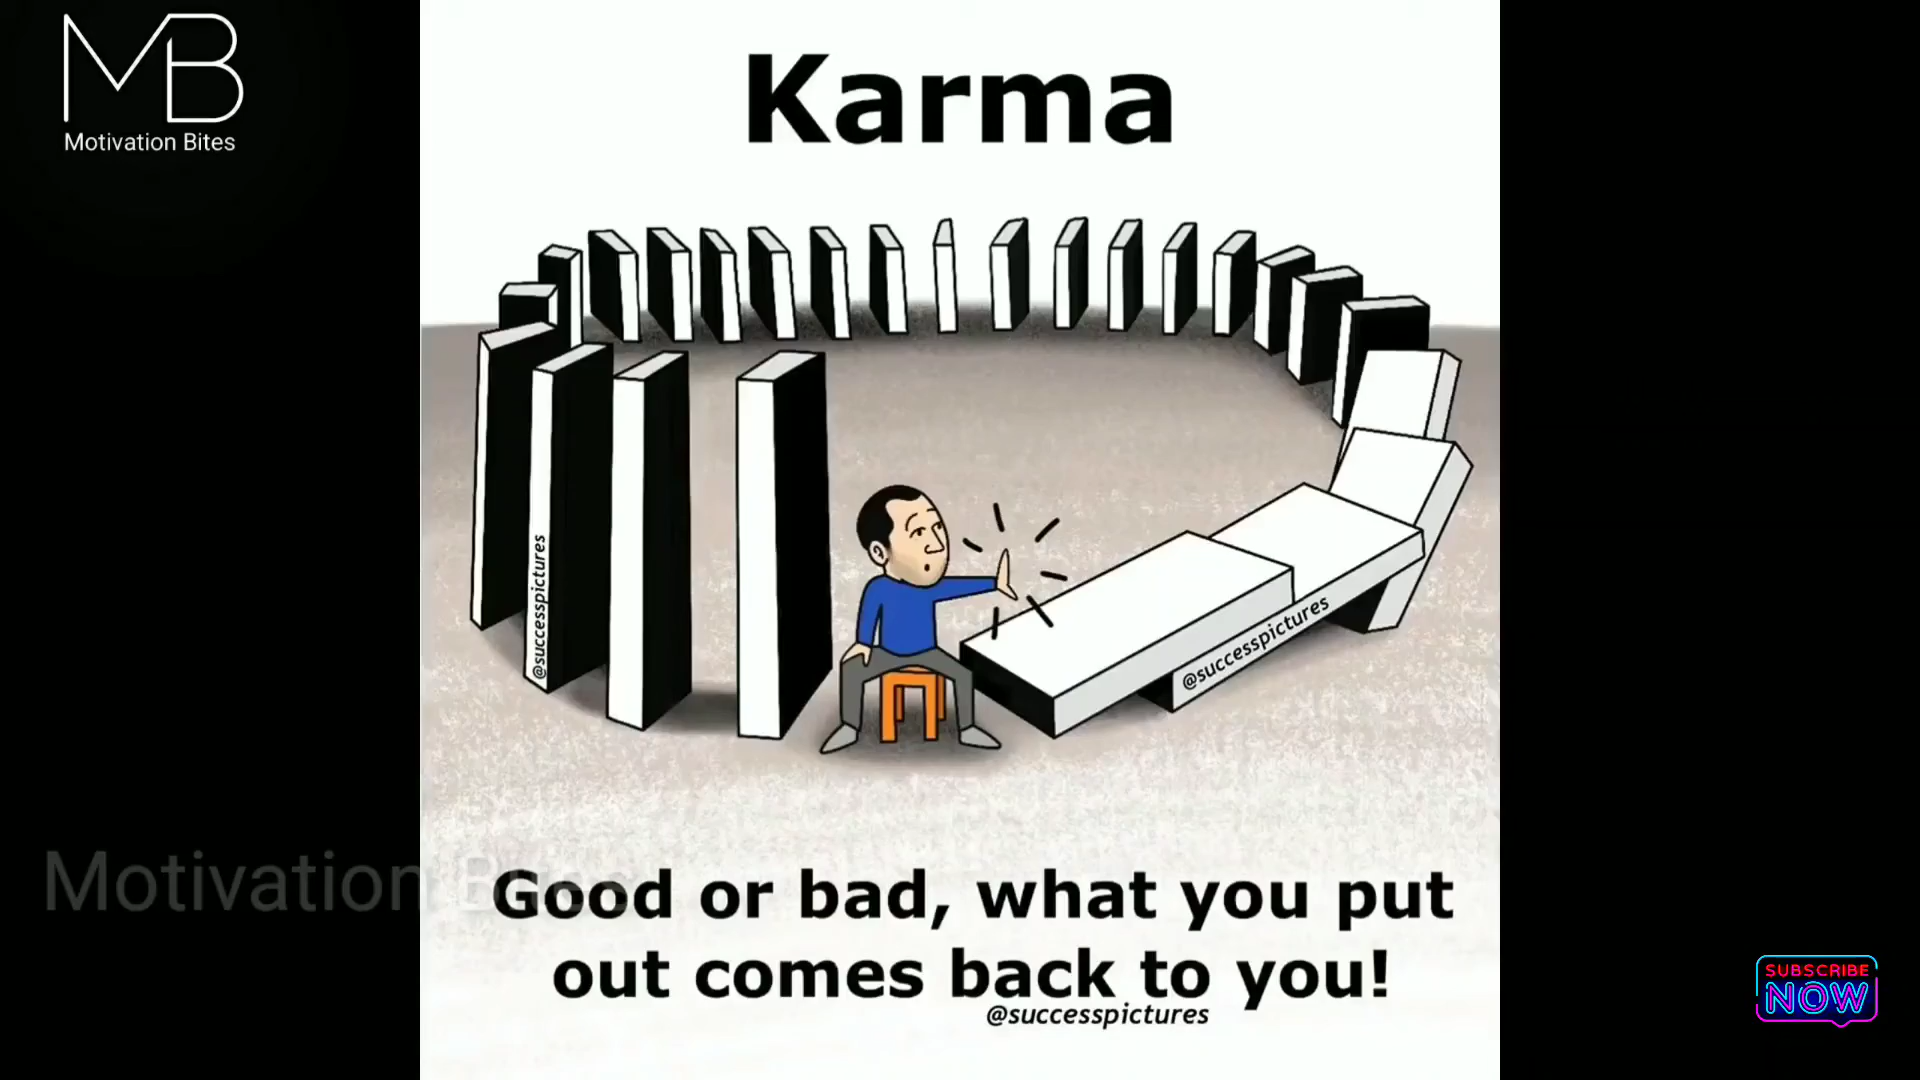 MB
Motivation Bites
Karma
@successpictures
@successpictures
Motivation Bites
Good or bad, what you put
out comes back to you!
@successpictures
SUBSCRIBE
NOW